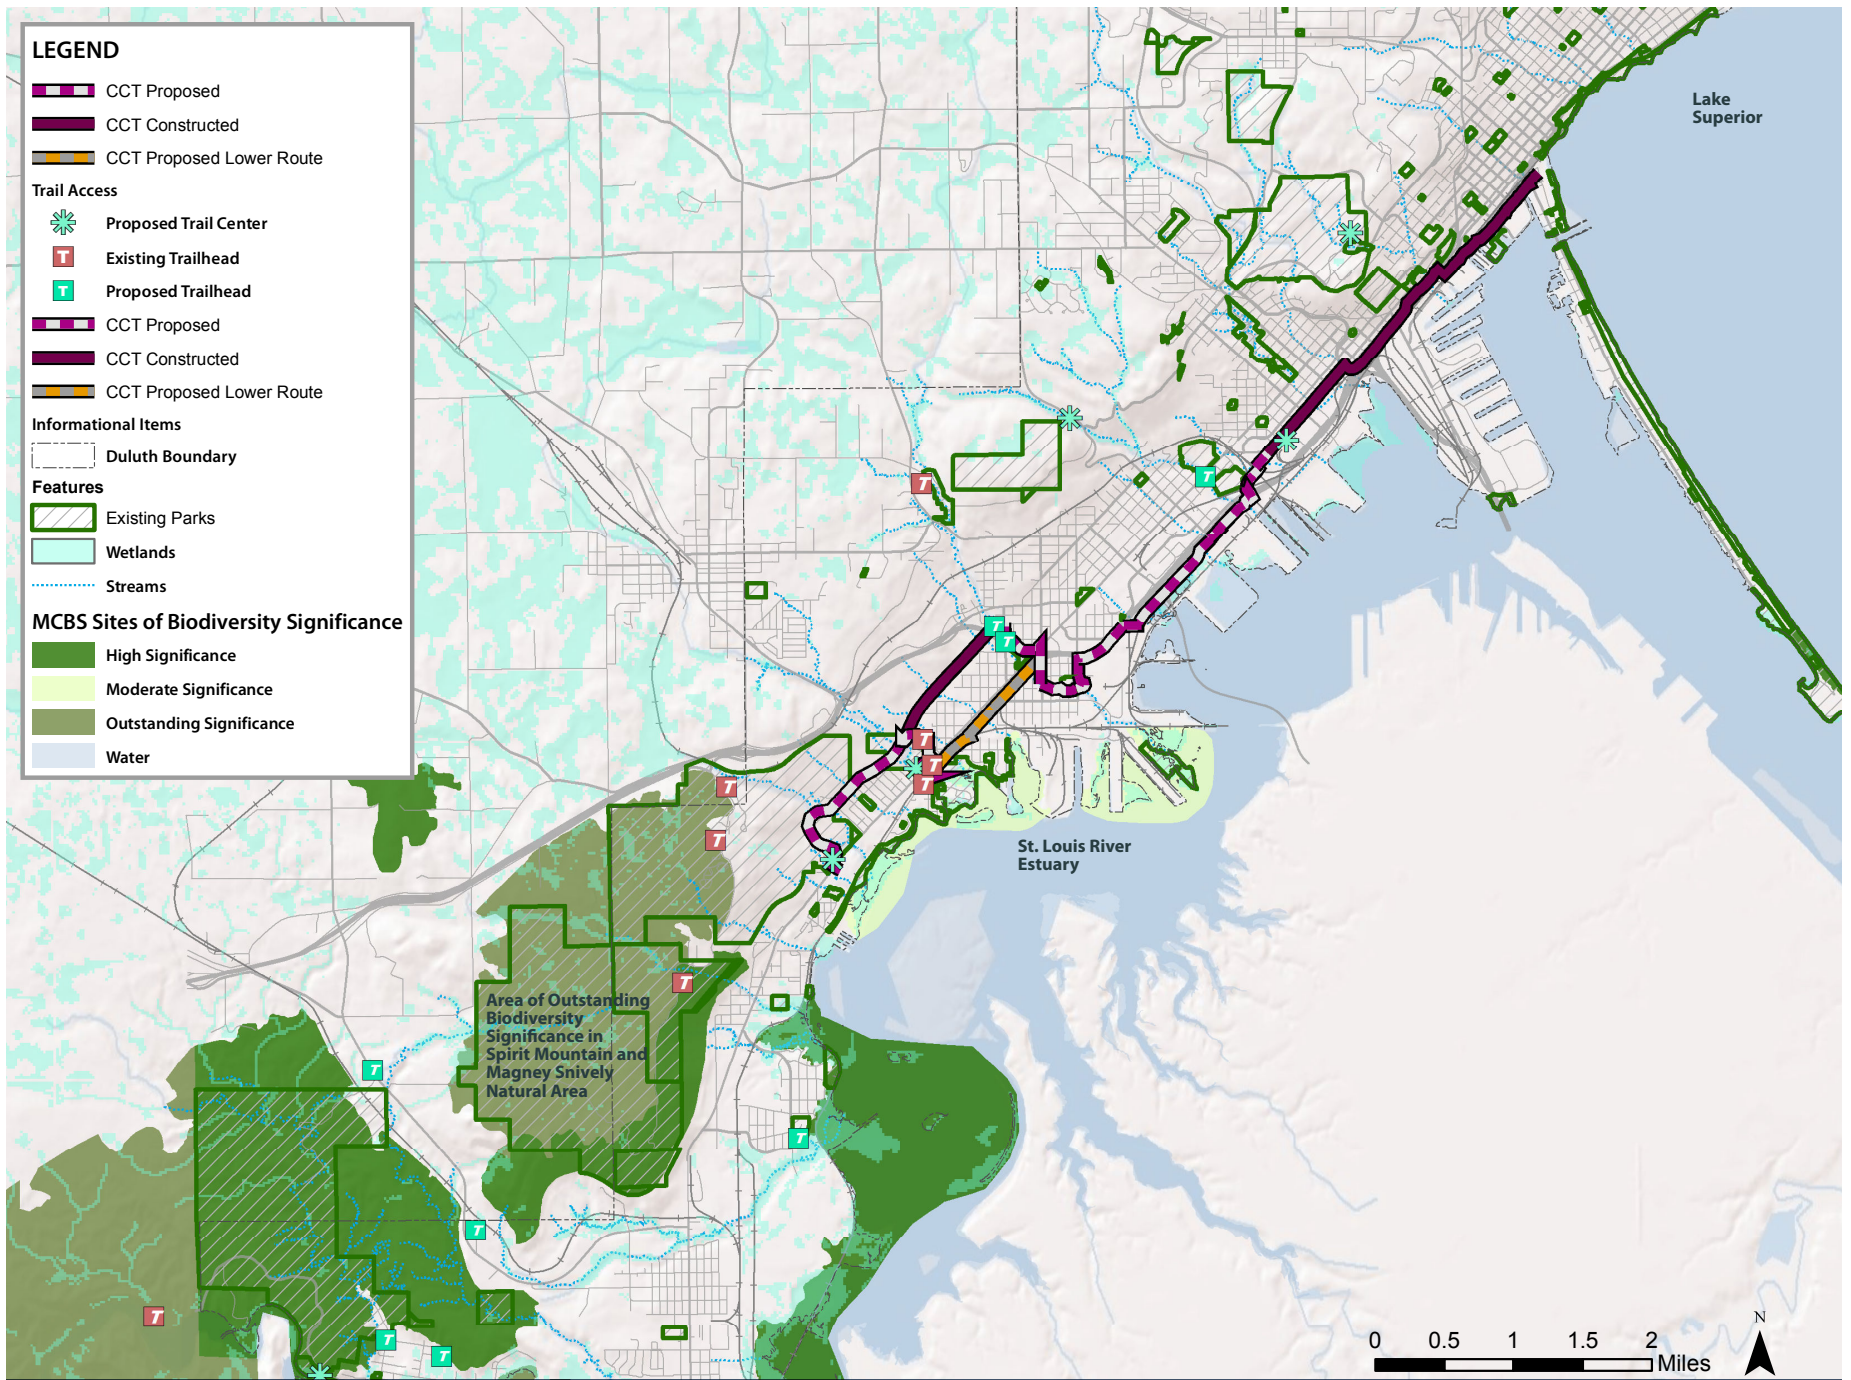 LEGEND
CCT Proposed
CCT Constructed
CCT Proposed Lower Route
Trail Access
Proposed Trail Center
T Existing Trailhead
T Proposed Trailhead
CCT Proposed
CCT Constructed
CCT Proposed Lower Route
Informational Items
Duluth Boundary
Features
Existing Parks
Wetlands
Streams
MCBS Sites of Biodiversity Significance
High Significance
Moderate Significance
Outstanding Significance
Water
Lake
Superior
T
T
T
T
T
T
T
T
T
St. Louis River
Estuary
T
Area of Outstanding
Biodiversity
Significance in
Spirit Mountain and
Magney Snively
Natural Area
T
T
T
T
T
T
N
0 0.5 1 1.5 2
Miles